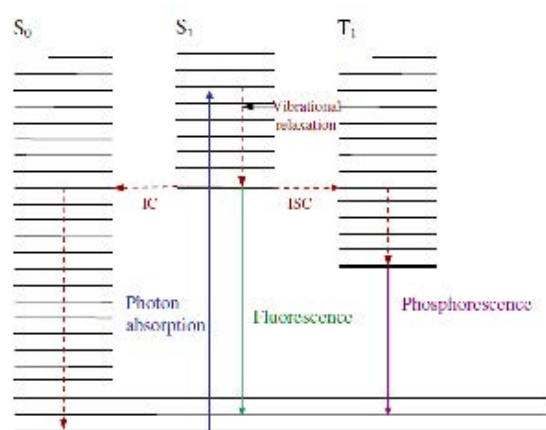 S₀
S₁
T₁
Vibrational
relaxation
IC
ISC
Photon
absorption
Fluorescence
Phosphorescence